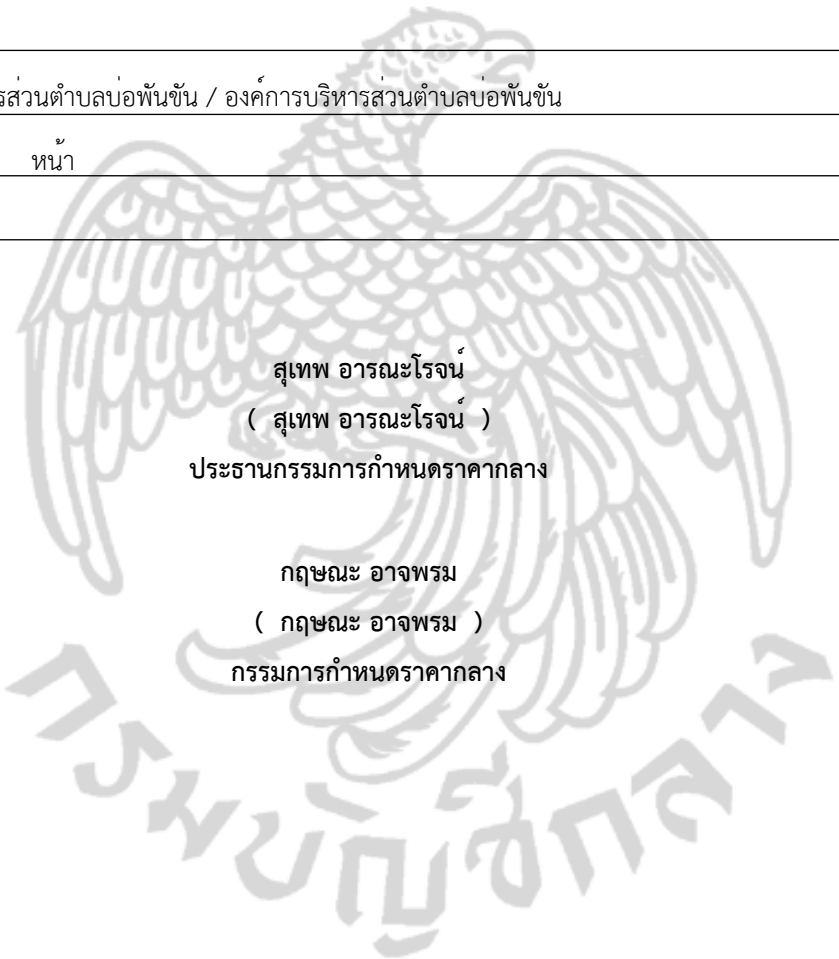 รส่วนตำบลบ่อพันขัน / องค์การบริหารส่วนตำบลบ่อพันขัน
หน้า
สุเทพ อารณะโรจน์
( สุเทพ อารณะโรจน์ )
ประธานกรรมการกำหนดราคากลาง
กฤษณะ อาจพรม
( กฤษณะ อาจพรม )
กรรมการกำหนดราคากลาง
กรมบัญชีกลาง